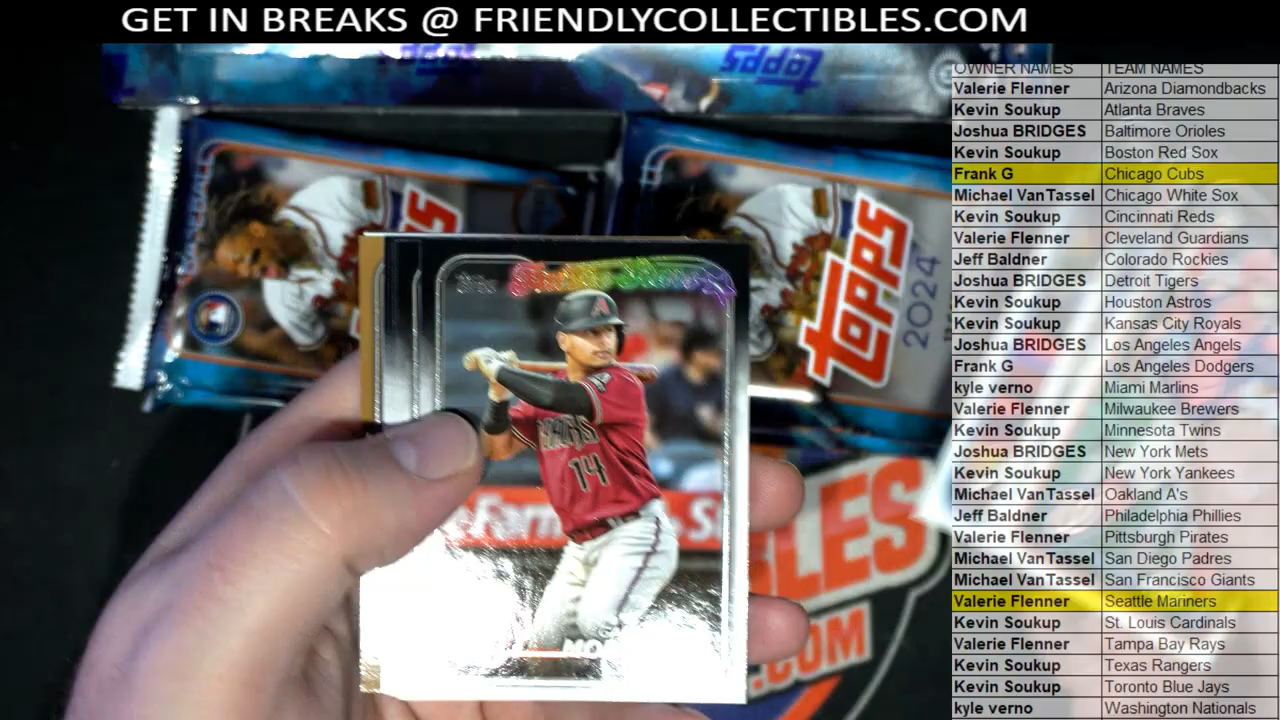 GET IN BREAKS @ FRIENDLYCOLLECTIBLES.COM
topps
OWNER NAMES TEAM NAMES
Valerie Flenner Arizona Diamondbacks
Kevin Soukup Atlanta Braves
Joshua BRIDGES Baltimore Orioles
Kevin Soukup Boston Red Sox
Frank G Chicago Cubs
Michael VanTassel Chicago White Sox
Kevin Soukup Cincinnati Reds
Valerie Flenner Cleveland Guardians
Jeff Baldner Colorado Rockies
Joshua BRIDGES Detroit Tigers
Kevin Soukup Houston Astros
Kevin Soukup Kansas City Royals
Joshua BRIDGES Los Angeles Angels
Frank G Los Angeles Dodgers
kyle verno Miami Marlins
Valerie Flenner Milwaukee Brewers
Kevin Soukup Minnesota Twins
Joshua BRIDGES New York Mets
Kevin Soukup New York Yankees
Michael VanTassel Oakland A's
Jeff Baldner Philadelphia Phillies
Valerie Flenner Pittsburgh Pirates
Michael VanTassel San Diego Padres
Michael VanTassel San Francisco Giants
Valerie Flenner Seattle Mariners
Kevin Soukup St. Louis Cardinals
Valerie Flenner Tampa Bay Rays
Kevin Soukup Texas Rangers
Kevin Soukup Toronto Blue Jays
kyle verno Washington Nationals
topps
2024
14
.COM